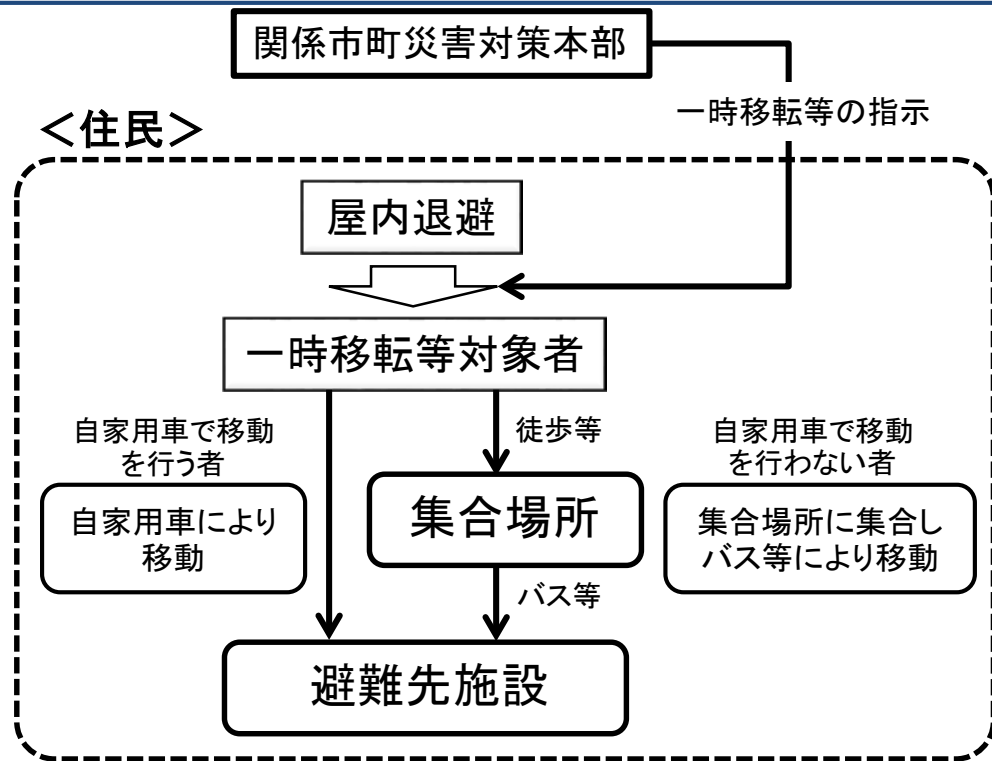 関係市町災害対策本部
一時移転等の指示
＜住民＞
屋内退避
一時移転等対象者
自家用車で移動
を行う者
自家用車により
移動
徒歩等
集合場所
バス等
自家用車で移動
を行わない者
集合場所に集合し
バス等により移動
避難先施設